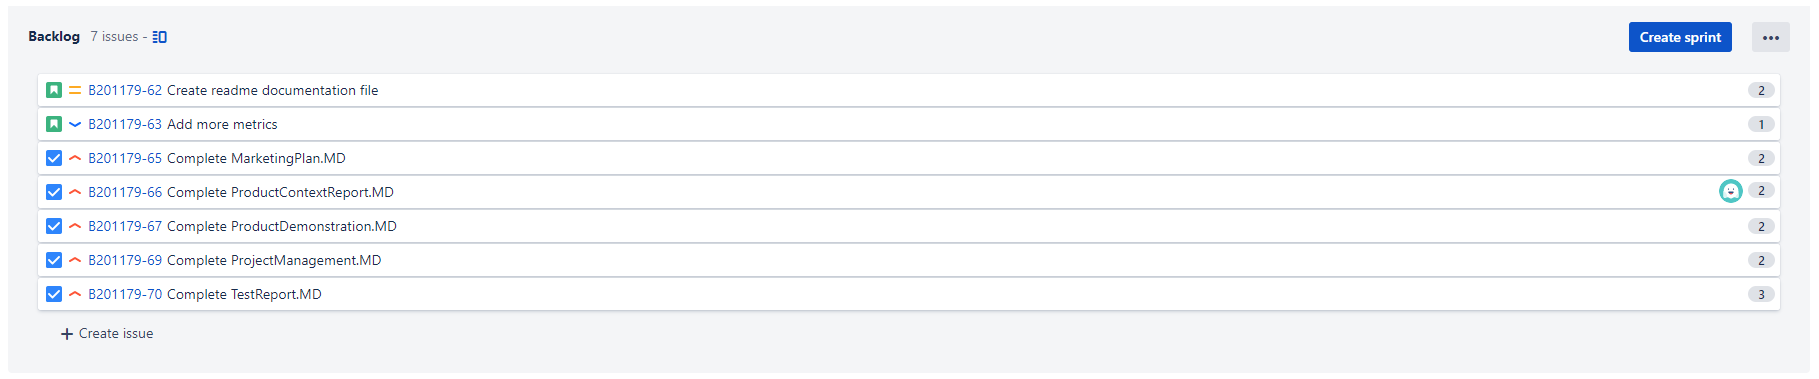 Backlog 7 issues - Create sprint ...
B201179-62 Create readme documentation file 2
B201179-63 Add more metrics 1
B201179-65 Complete MarketingPlan.MD 2
B201179-66 Complete ProductContextReport.MD 2
B201179-67 Complete ProductDemonstration.MD 2
B201179-69 Complete ProjectManagement.MD 2
B201179-70 Complete TestReport.MD 3
+ Create issue